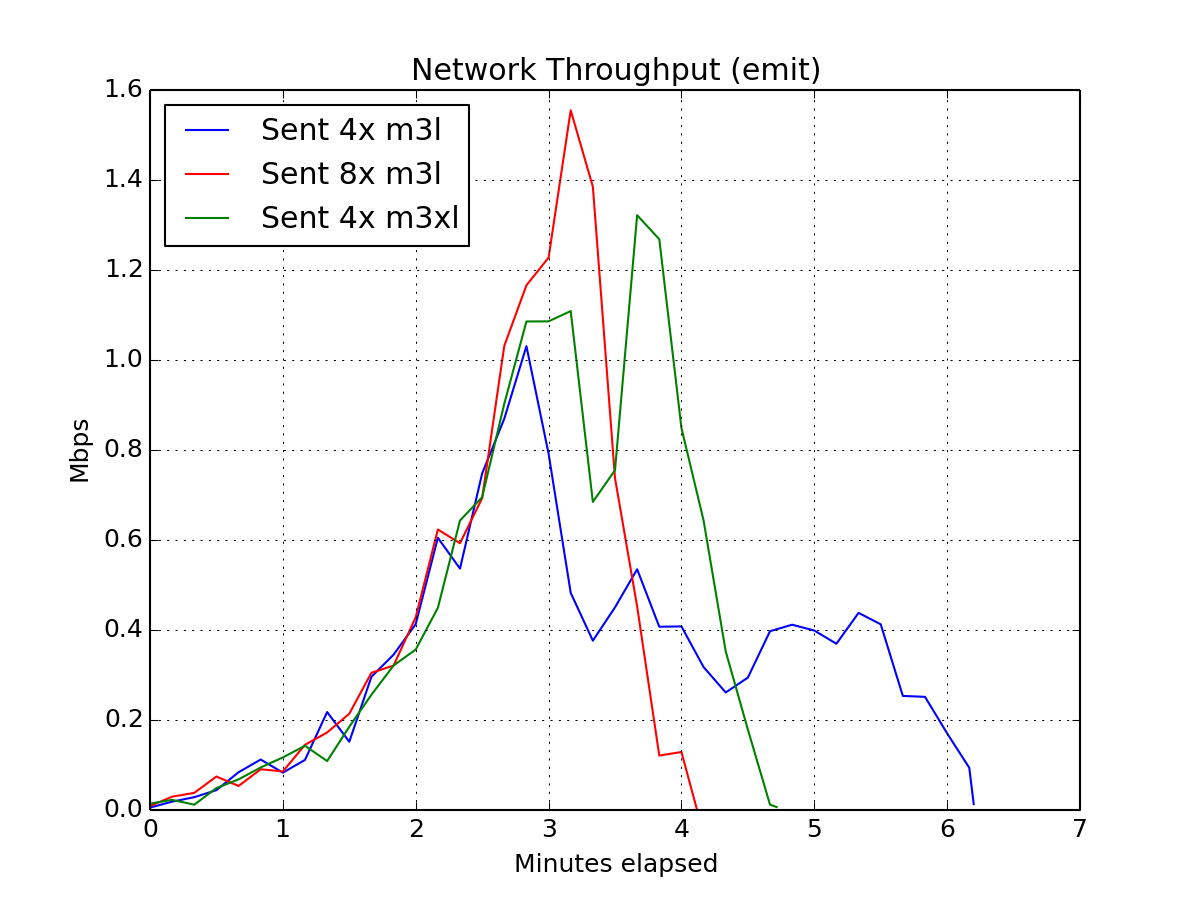 Network Throughput (emit)
1.6
1.4
1.2
1.0
0.8
0.6
0.4
0.2
0.0
Mbps
Sent 4x m3l
Sent 8x m3l
Sent 4x m3xl
0 1 2 3 4 5 6 7
Minutes elapsed